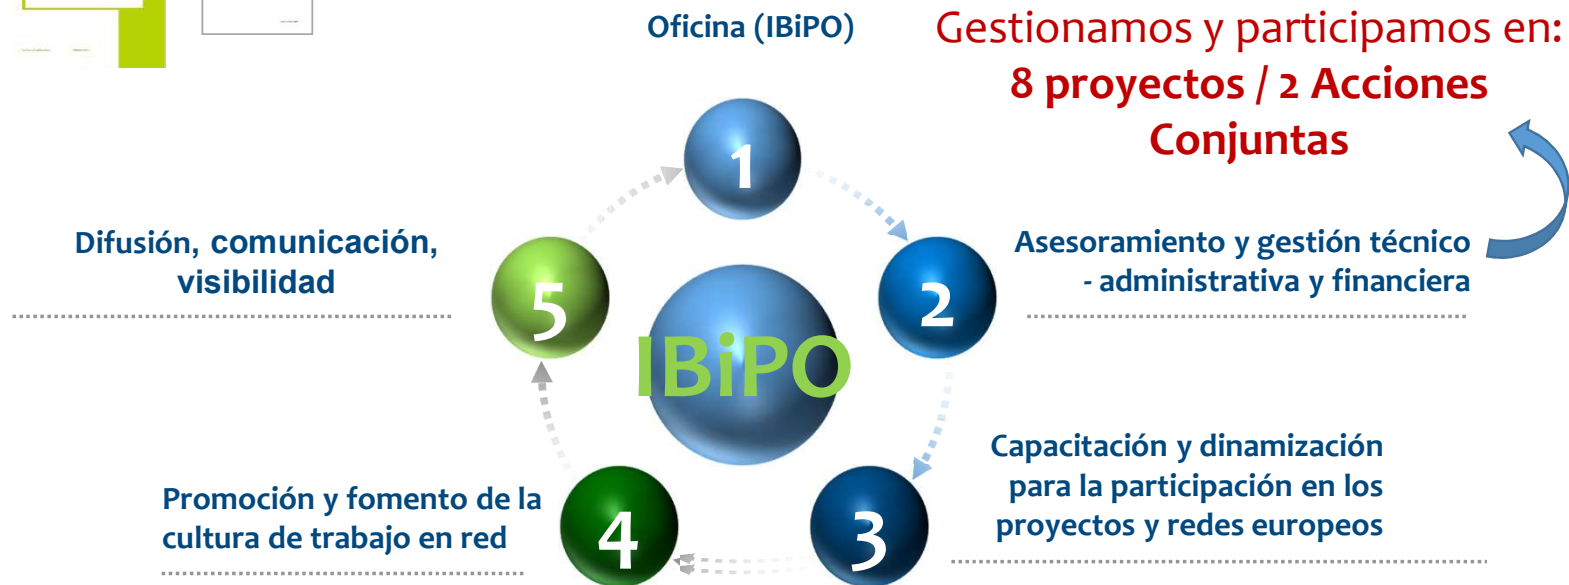 Oficina (IBiPO)
Gestionamos y participamos en:
8 proyectos / 2 Acciones
Conjuntas
1
Difusión, comunicación,
visibilidad
Asesoramiento y gestión técnico
- administrativa y financiera
5
2
IBiPO
Capacitación y dinamización
para la participación en los
proyectos y redes europeos
Promoción y fomento de la
cultura de trabajo en red
4
3